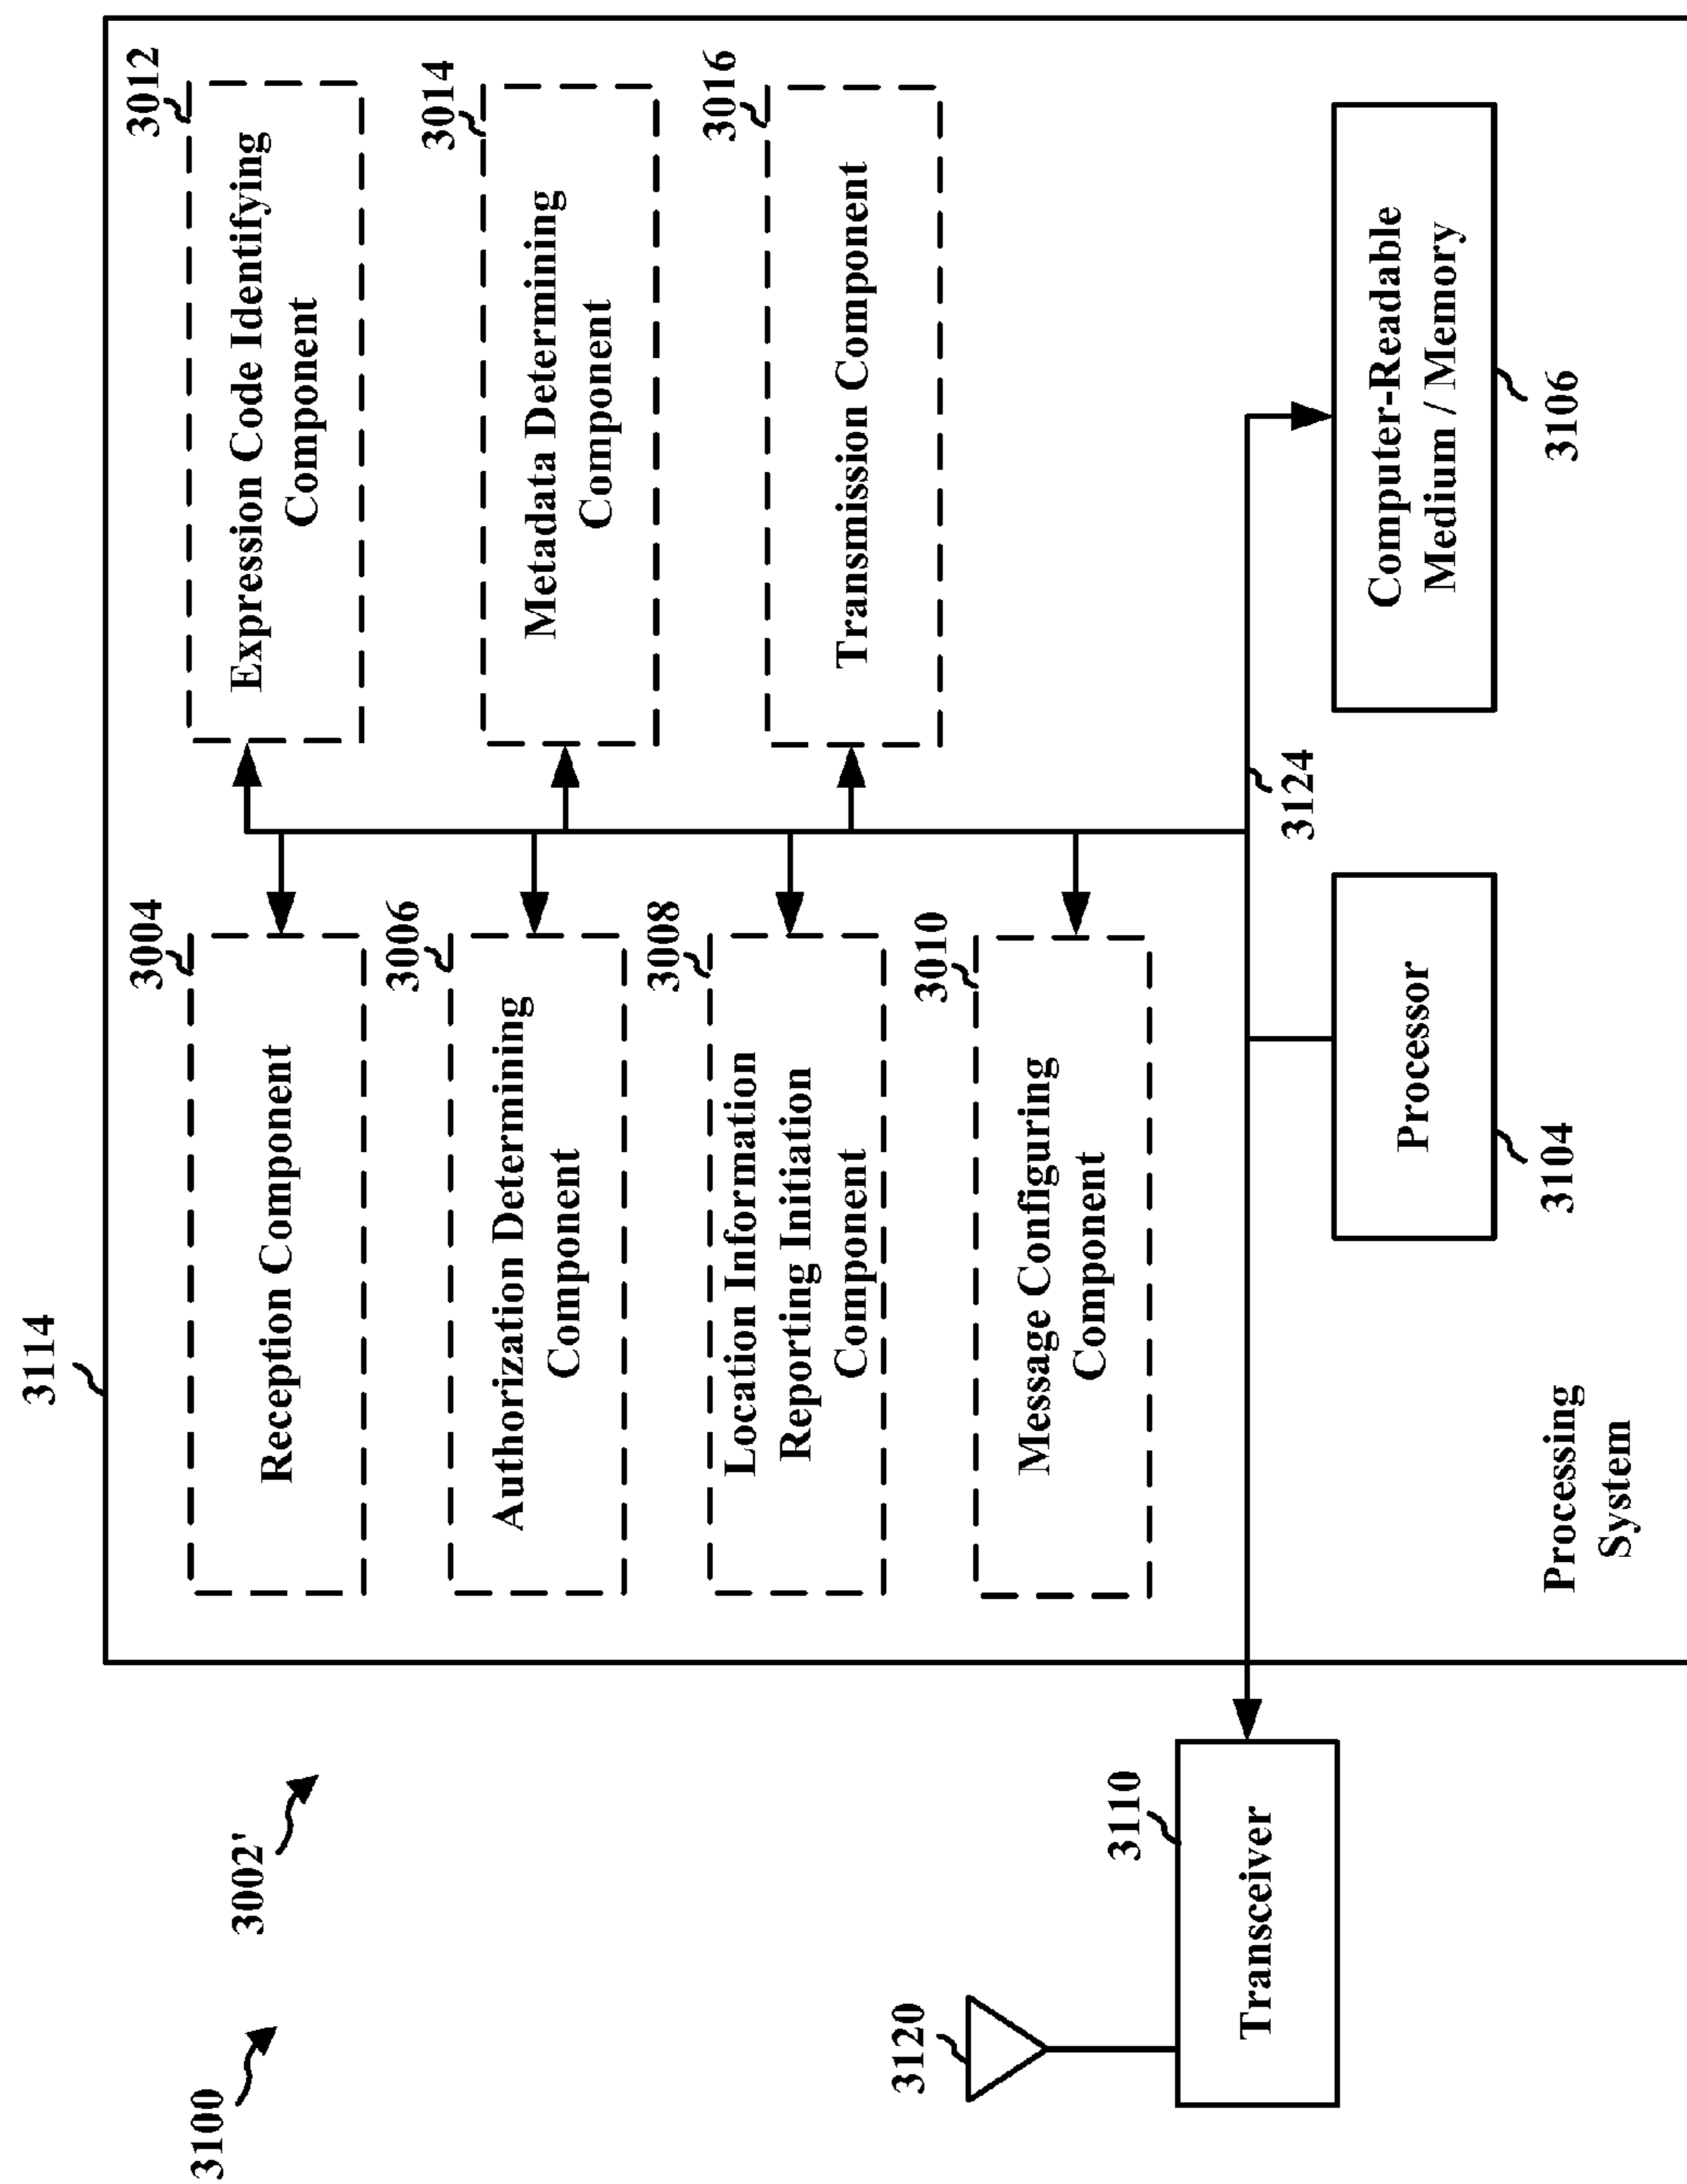 3100
3002'
3114
3004
Reception Component
3006
Authorization Determining
Component
3008
Location Information
Reporting Initiation
Component
3010
Message Configuring
Component
3012
Expression Code Identifying
Component
3014
Metadata Determining
Component
3016
Transmission Component
3120
3110
Transceiver
3124
Processor
3104
Computer-Readable
Medium / Memory
3106
Processing
System